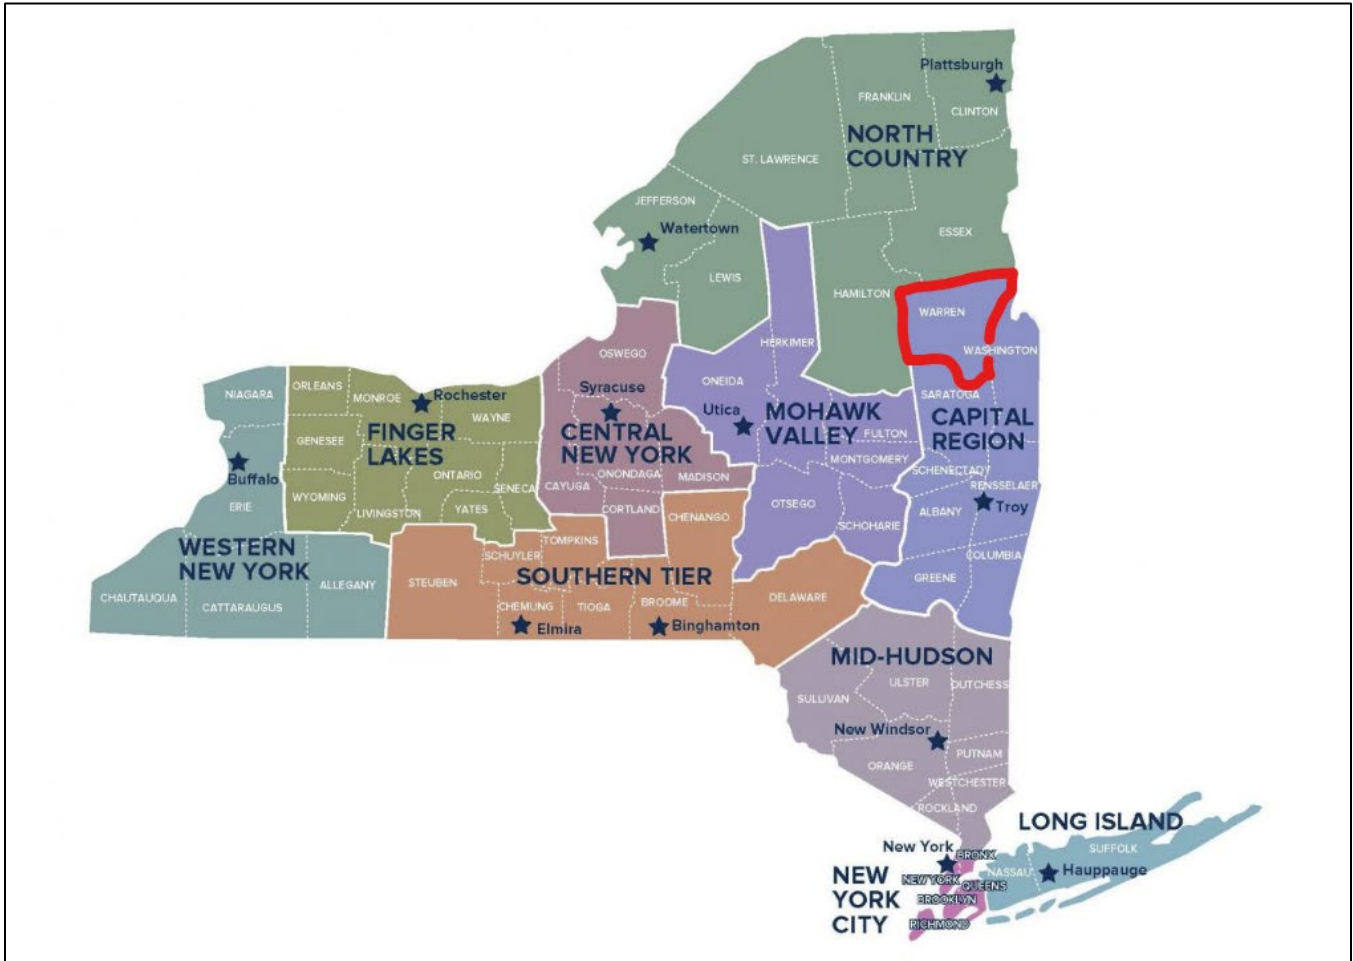 Plattsburgh
FRANKLIN
CLINTON
NORTH
COUNTRY
ST. LAWRENCE
JEFFERSON
Watertown
ESSEX
LEWIS
HAMILTON
WARREN
HERKIMER
WASHINGTON
OSWEGO
ONEIDA
NIAGARA
ORLEANS
MONROE
Rochester
WAYNE
Syracuse
Utica
MOHAWK
VALLEY
FULTON
SARATOGA
CAPITAL
REGION
GENESEE
FINGER
LAKES
CENTRAL
NEW YORK
MONTGOMERY
SCHENECTADY
Buffalo
ERIE
WYOMING
LIVINGSTON
ONTARIO
YATES
SENECA
CAYUGA
ONONDAGA
MADISON
CORTLAND
CHENANGO
OTSEGO
SCHOHARIE
ALBANY
RENSSELAER
Troy
WESTERN
NEW YORK
CHAUTAUQUA
CATTARAUGUS
ALLEGANY
STEUBEN
SCHUYLER
TOMPKINS
SOUTHERN TIER
CHEMUNG
TIOGA
BROOME
Elmira
Binghamton
DELAWARE
GREENE
COLUMBIA
MID-HUDSON
SULLIVAN
ULSTER
DUTCHESS
New Windsor
ORANGE
PUTNAM
WESTCHESTER
ROCKLAND
LONG ISLAND
SUFFOLK
NASSAU
Hauppauge
New York
NEW
YORK
CITY
BRONX
NEW YORK
QUEENS
BROOKLYN
RICHMOND